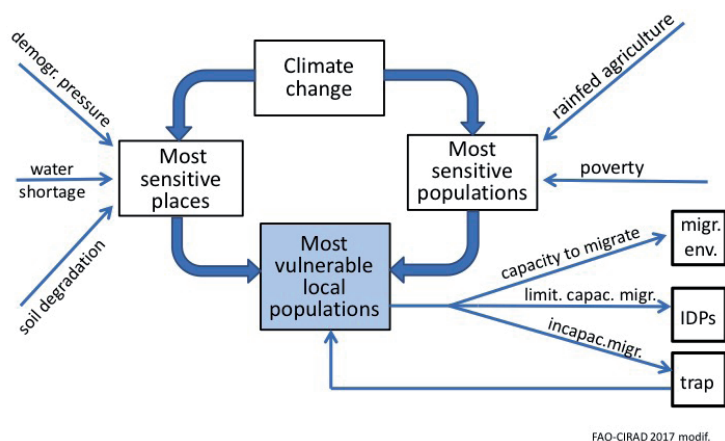 demogr. pressure
water
shortage
soil degradation
Climate
change
Most
sensitive
places
Most
sensitive
populations
rainfed agriculture
poverty
Most
vulnerable
local
populations
capacity to migrate
limit. capac. migr.
incapac.migr.
migr.
env.
IDPs
trap
FAO-CIRAD 2017 modif.